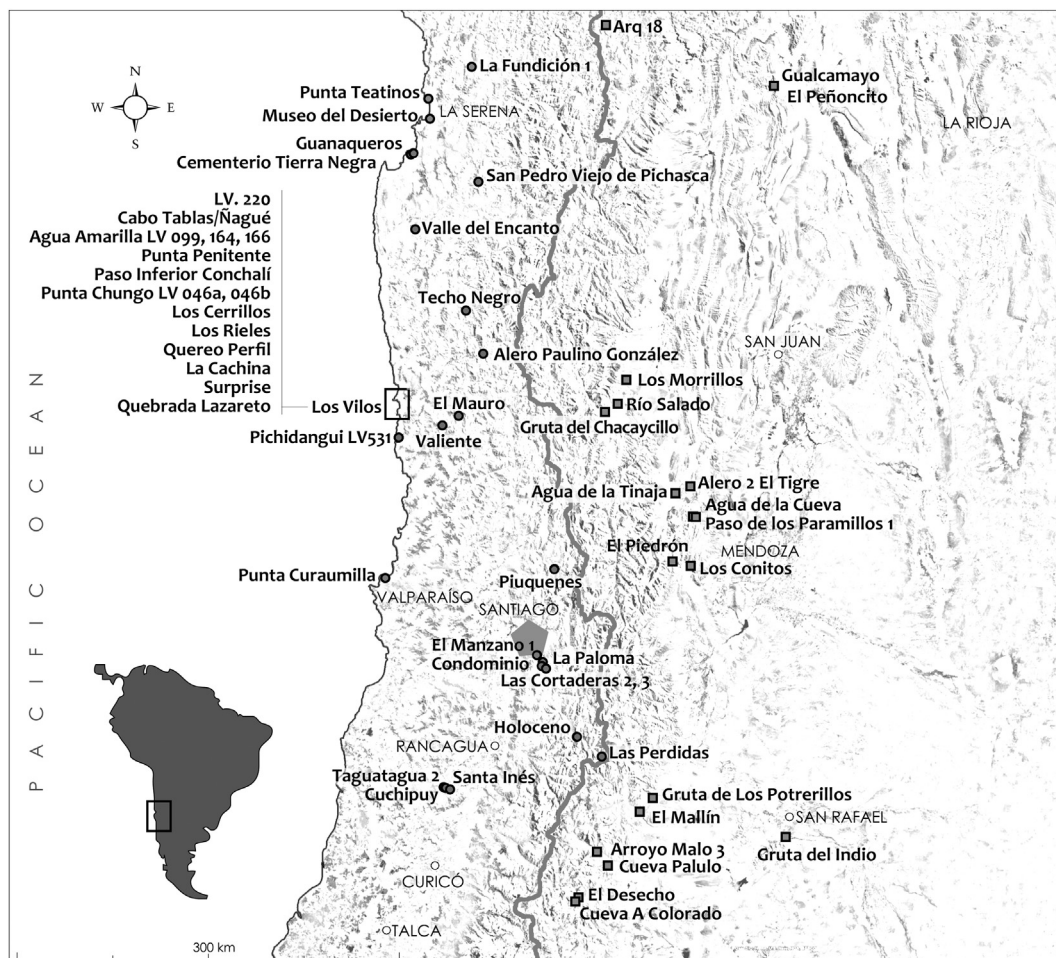 Arq 18
La Fundición 1
Gualcamayo
El Peñoncito
N
W E
S
Punta Teatinos
LA SERENA
Museo del Desierto
LA RIOJA
Guanaqueros
Cementerio Tierra Negra
San Pedro Viejo de Pichasca
LV. 220
Cabo Tablas/Ñagué
Agua Amarilla LV 099, 164, 166
Punta Penitente
Paso Inferior Conchalí
Punta Chungo LV 046a, 046b
Los Cerrillos
Los Rieles
Quereo Perfil
La Cachina
Surprise
Quebrada Lazareto
Los Vilos
Pichidangui LV531
Valle del Encanto
Techo Negro
Alero Paulino González
SAN JUAN
Los Morrillos
Río Salado
Gruta del Chacaycillo
El Mauro
Valiente
Alero 2 El Tigre
Agua de la Tinaja
Agua de la Cueva
Paso de los Paramillos 1
El Piedrón
MENDOZA
Los Conitos
Punta Curaumilla
VALPARAÍSO
Piuquenes
SANTIAGO
El Manzano 1
Condominio
La Paloma
Las Cortaderas 2, 3
PACIFIC OCEAN
Holoceno
RANCAGUA
Las Perdidas
Taguatagua 2
Santa Inés
Cuchipuy
Gruta de Los Potrerillos
El Mallín
SAN RAFAEL
Gruta del Indio
Arroyo Malo 3
Cueva Palulo
CURICÓ
El Desecho
Cueva A Colorado
TALCA
300 km